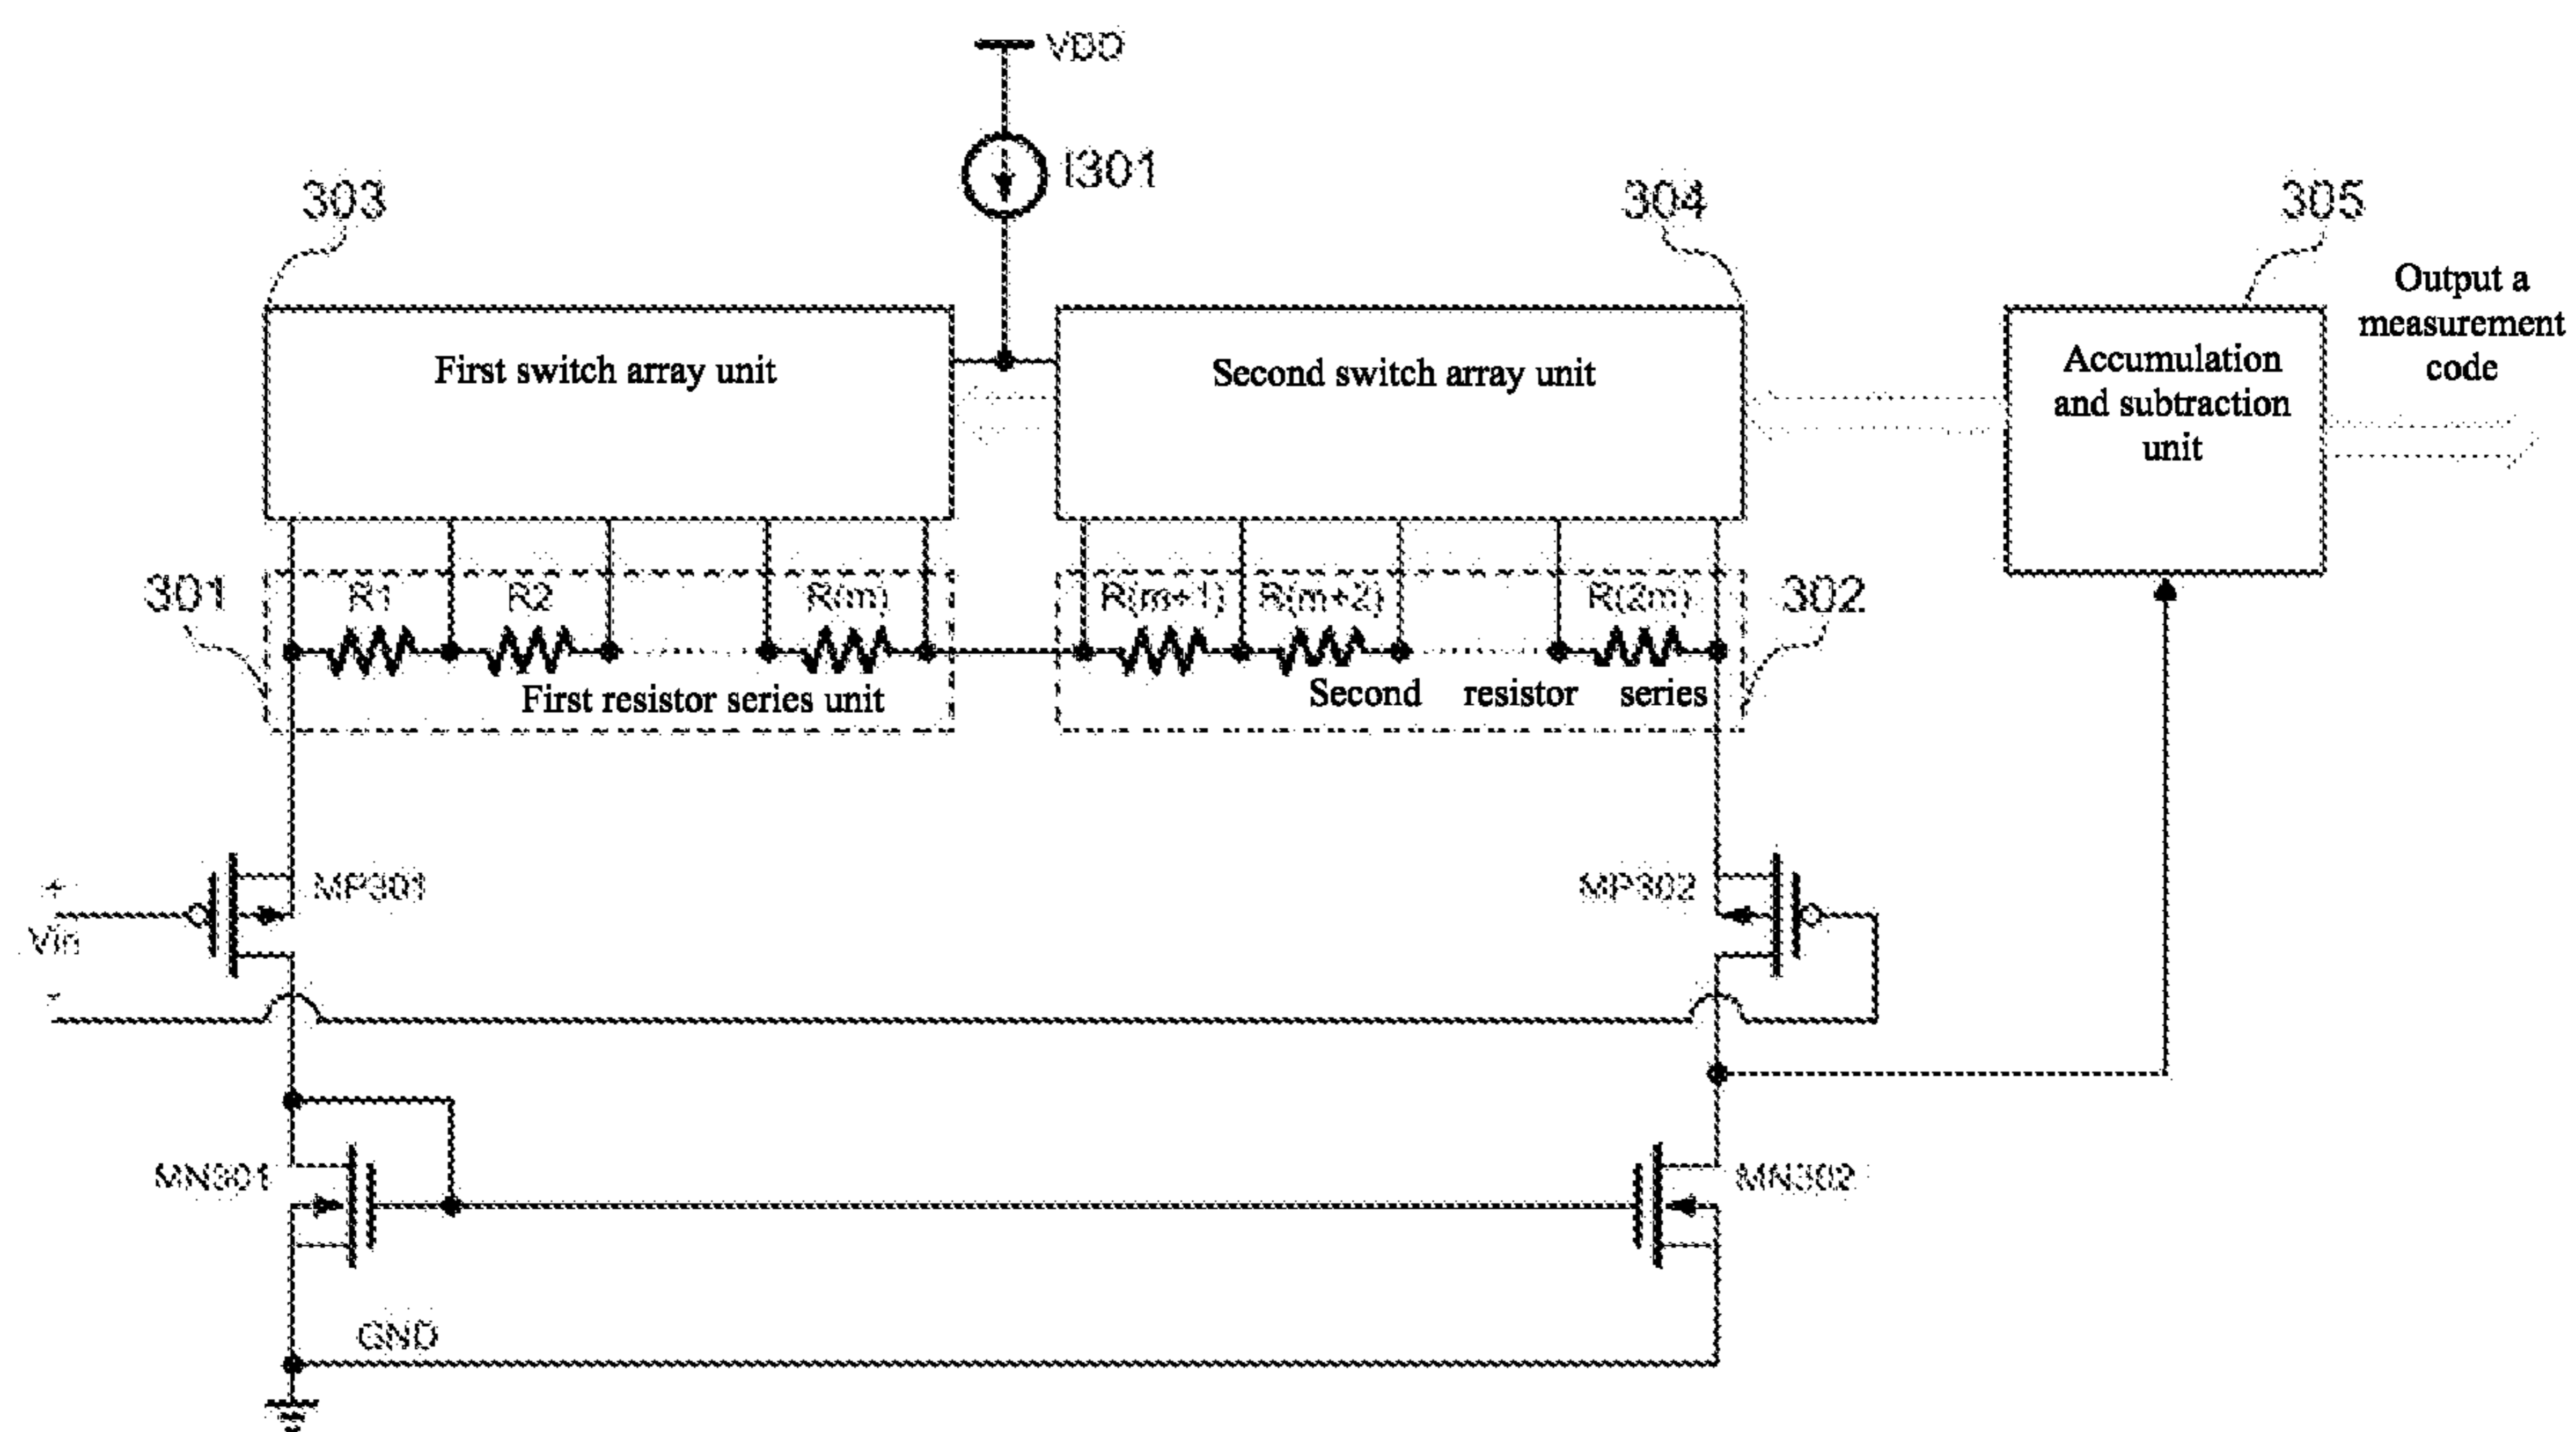 VDD
I301
303
304
305
Output a
measurement
code
First switch array unit
Second switch array unit
Accumulation
and subtraction
unit
301
R1
R2
R(m)
R(m+1)
R(m+2)
R(2m)
302
First resistor series unit
Second resistor series
+
MP301
MP302
Vin
-
MN301
MN302
GND